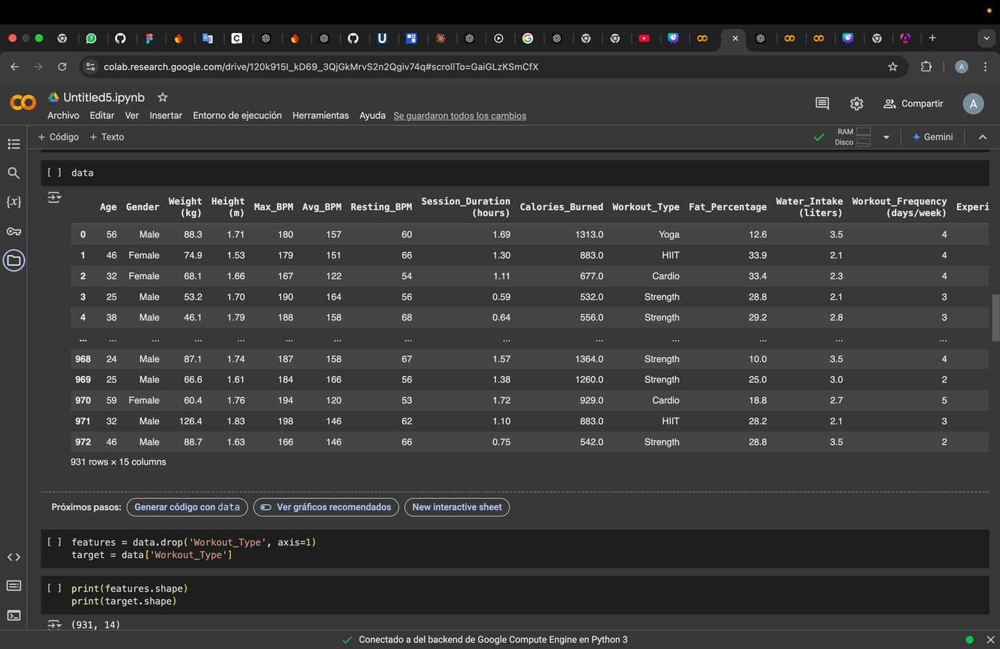 7
colab.research.google.com/drive/120k915I_kD69_3QjGkMrvS2n2Qgiv74q#scrollTo=GaiGLzKSmCfX
A
Untitled5.ipynb
Compartir
A
Archivo Editar Ver Insertar Entorno de ejecución Herramientas Ayuda Se guardaron todos los cambios
+ Código + Texto
RAM
Disco
Gemini
[ ] data
Age Gender Weight (kg) Height (m) Max_BPM Avg_BPM Resting_BPM Session_Duration (hours) Calories_Burned Workout_Type Fat_Percentage Water_Intake (liters) Workout_Frequency (days/week) Experi
0 56 Male 88.3 1.71 180 157 60 1.69 1313.0 Yoga 12.6 3.5 4
1 46 Female 74.9 1.53 179 151 66 1.30 883.0 HIIT 33.9 2.1 4
2 32 Female 68.1 1.66 167 122 54 1.11 677.0 Cardio 33.4 2.3 4
3 25 Male 53.2 1.70 190 164 56 0.59 532.0 Strength 28.8 2.1 3
4 38 Male 46.1 1.79 188 158 68 0.64 556.0 Strength 29.2 2.8 3
... ... ... ... ... ... ... ... ... ... ... ... ... ...
968 24 Male 87.1 1.74 187 158 67 1.57 1364.0 Strength 10.0 3.5 4
969 25 Male 66.6 1.61 184 166 56 1.38 1260.0 Strength 25.0 3.0 2
970 59 Female 60.4 1.76 194 120 53 1.72 929.0 Cardio 18.8 2.7 5
971 32 Male 126.4 1.83 198 146 62 1.10 883.0 HIIT 28.2 2.1 3
972 46 Male 88.7 1.63 166 146 66 0.75 542.0 Strength 28.8 3.5 2
931 rows × 15 columns
Próximos pasos: Generar código con data Ver gráficos recomendados New interactive sheet
[ ] features = data.drop('Workout_Type', axis=1)
target = data['Workout_Type']
[ ] print(features.shape)
print(target.shape)
(931, 14)
Conectado a del backend de Google Compute Engine en Python 3